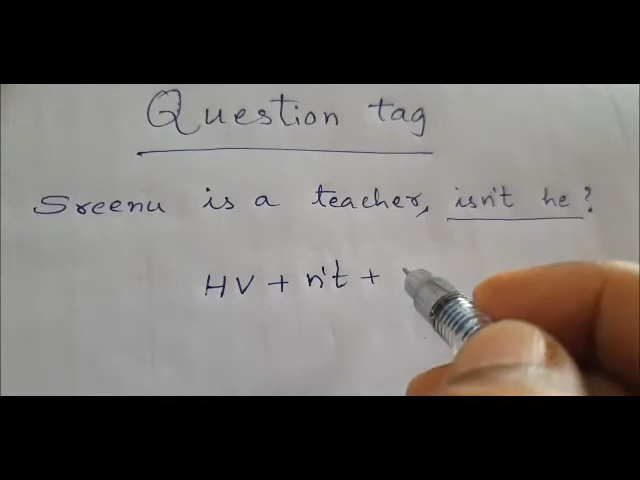 Question tag
Sreenu is a teacher, isn't he?
HV + n't +